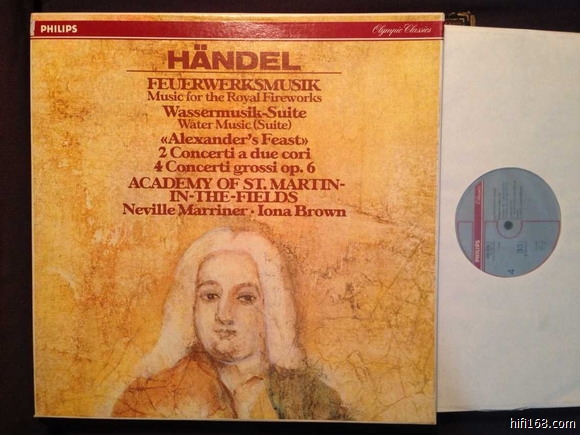 PHILIPS
Olympic Classics
HÄNDEL
FEUERWERKSMUSIK
Music for the Royal Fireworks
Wassermusik-Suite
Water Music (Suite)
«Alexander's Feast»
2 Concerti a due cori
4 Concerti grossi op. 6
ACADEMY OF ST. MARTIN-
IN-THE-FIELDS
Neville Marriner · Iona Brown
PHILIPS
4
hifi168.com